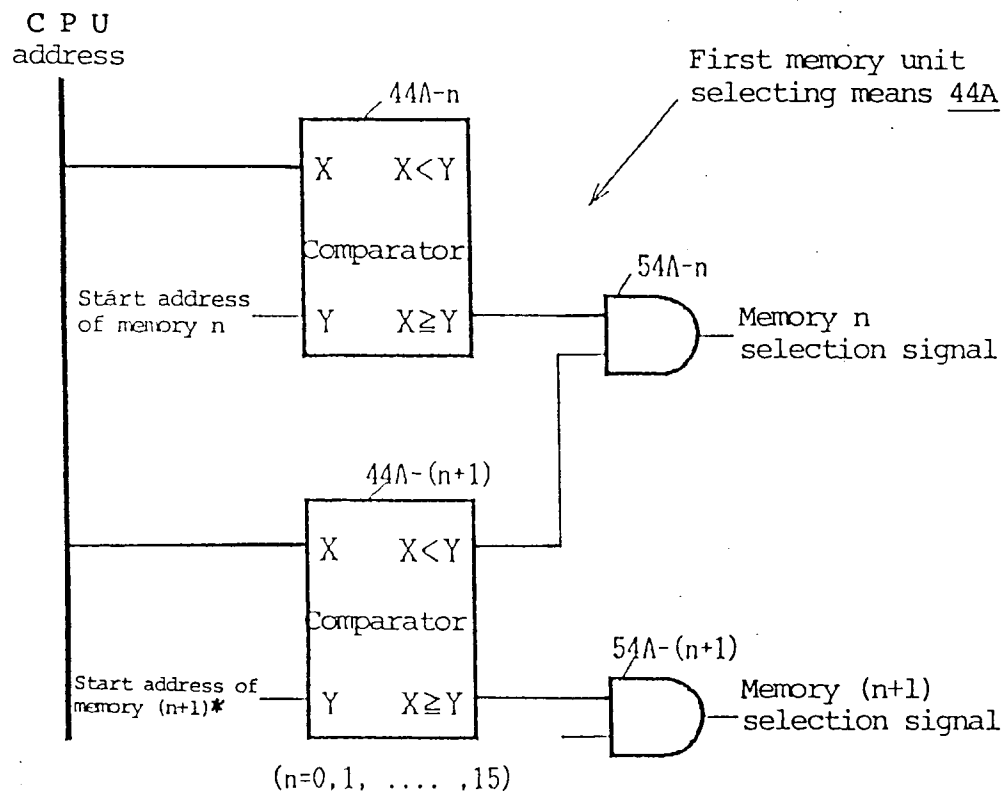 C P U
address
First memory unit
selecting means 44A
44A-n
X X<Y
Comparator
Start address
of memory n
Y X≧Y
54A-n
Memory n
selection signal
44A-(n+1)
X X<Y
Comparator
Start address of
memory (n+1)*
Y X≧Y
54A-(n+1)
Memory (n+1)
selection signal
(n=0,1, .... ,15)